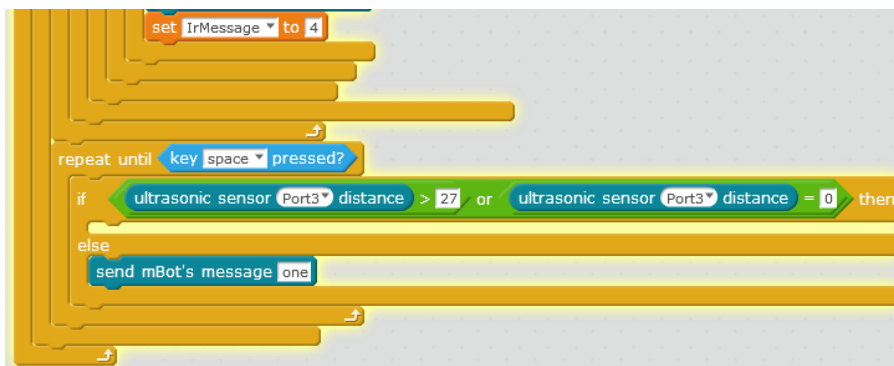 set IrMessage to 4
repeat until key space pressed?
if ultrasonic sensor Port3 distance > 27 or ultrasonic sensor Port3 distance = 0 then
else
send mBot's message one